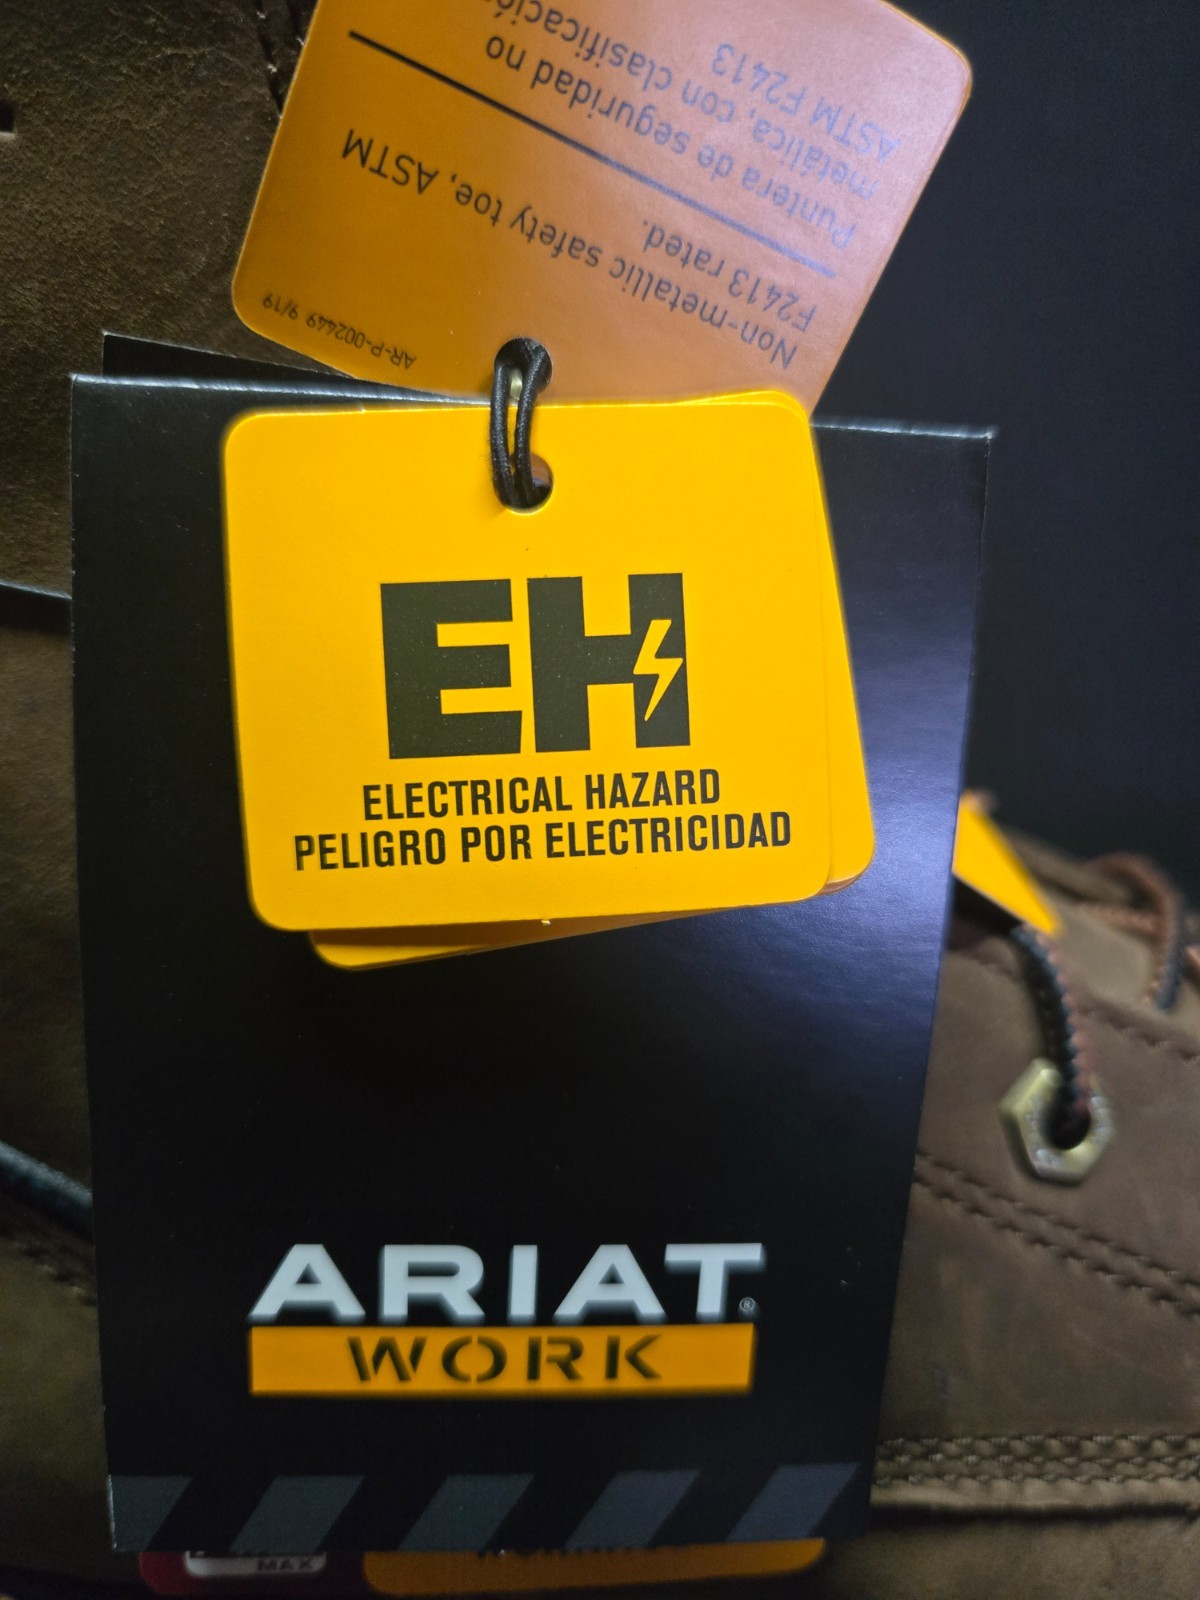 Non-metallic safety toe, ASTM
F2413 rated.
Puntera de seguridad no
metálica, con clasificación
ASTM F2413
AR-P-002449 9/19
EH
ELECTRICAL HAZARD
PELIGRO POR ELECTRICIDAD
ARIAT®
WORK
MAX